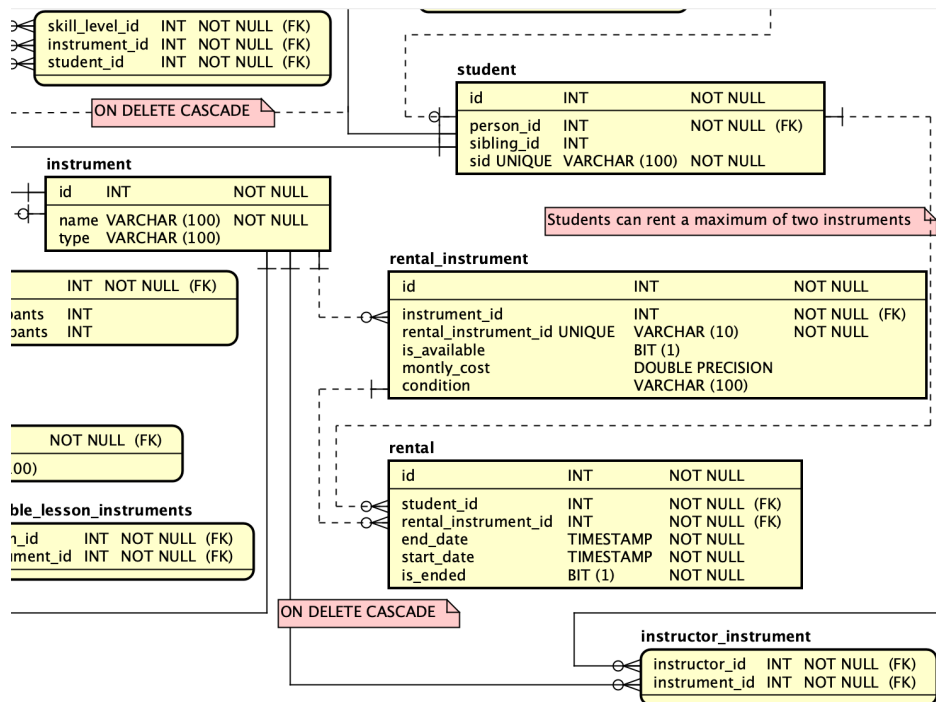 skill_level_id INT NOT NULL (FK)
instrument_id INT NOT NULL (FK)
student_id INT NOT NULL (FK)
ON DELETE CASCADE
student
id INT NOT NULL
person_id INT NOT NULL (FK)
sibling_id INT
sid UNIQUE VARCHAR (100) NOT NULL
instrument
id INT NOT NULL
name VARCHAR (100) NOT NULL
type VARCHAR (100)
Students can rent a maximum of two instruments
rental_instrument
id INT NOT NULL
instrument_id INT NOT NULL (FK)
rental_instrument_id UNIQUE VARCHAR (10) NOT NULL
is_available BIT (1)
montly_cost DOUBLE PRECISION
condition VARCHAR (100)
INT NOT NULL (FK)
pants INT
pants INT
NOT NULL (FK)
00)
rental
id INT NOT NULL
student_id INT NOT NULL (FK)
rental_instrument_id INT NOT NULL (FK)
end_date TIMESTAMP NOT NULL
start_date TIMESTAMP NOT NULL
is_ended BIT (1) NOT NULL
ble_lesson_instruments
n_id INT NOT NULL (FK)
ument_id INT NOT NULL (FK)
ON DELETE CASCADE
instructor_instrument
instructor_id INT NOT NULL (FK)
instrument_id INT NOT NULL (FK)